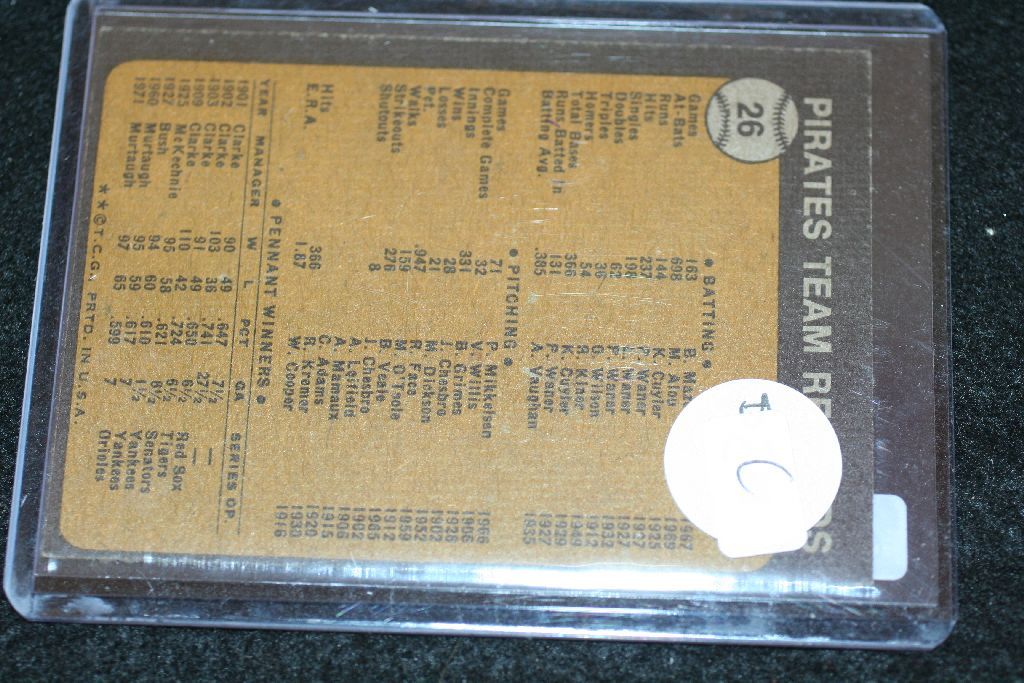 PIRATES TEAM RE
DS
26
T
C
• BATTING •
Games 163 B. 1967
At-Bats 698 M. Alou 1969
Runs 144 K. Cuyler 1925
Hits 237 P. Waner 1927
Singles 198 L. Waner 1927
Doubles 62 P. Waner 1932
Triples 36 O. Wilson 1912
Homers 54 R. Kiner 1949
Total Bases 366 K. Cuyler 1929
Runs Batted In 131 P. Waner 1927
Batting Avg. .385 A. Vaughan 1935
• PITCHING •
Games 71 P. Mikkelsen 1966
Complete Games 32 V. Willis 1906
Innings 331 B. Grimes 1928
Wins 28 J. Chesbro 1902
Loses 21 M. Dickson 1952
Pct. .947 R. Face 1959
Walks 159 M. O'Toole 1912
Strikeouts 276 B. Veale 1965
Shutouts 8 J. Chesbro 1902
A. Leifield 1906
A. Mamaux 1915
C. Adams 1920
Hits 366 R. Kremer 1930
E.R.A. 1.87 W. Cooper 1916
• PENNANT WINNERS •
YEAR MANAGER W L PCT GA SERIES OP.
1901 Clarke 90 49 .647 7½ —
1902 Clarke 103 36 .741 27½ —
1903 Clarke 91 49 .650 6½ Red Sox
1909 Clarke 110 42 .724 6½ Tigers
1925 McKechnie 95 58 .621 8½ Senators
1927 Bush 94 60 .610 1½ Yankees
1960 Murtaugh 95 59 .617 7 Yankees
1971 Murtaugh 97 65 .599 7 Orioles
**©T.C.G. PRTD. IN U.S.A.